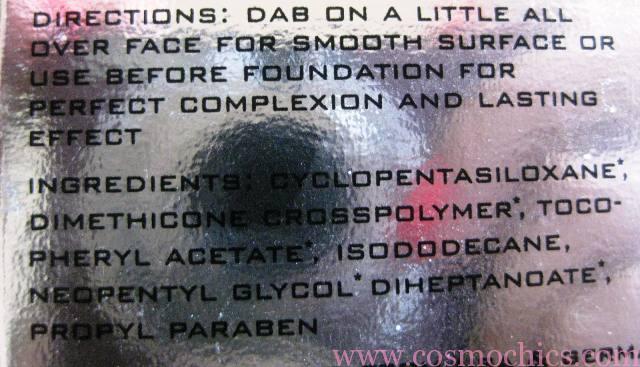 DIRECTIONS: DAB ON A LITTLE ALL
OVER FACE FOR SMOOTH SURFACE OR
USE BEFORE FOUNDATION FOR
PERFECT COMPLEXION AND LASTING
EFFECT
INGREDIENTS: CYCLOPENTASILOXANE*,
DIMETHICONE CROSSPOLYMER*, TOCO-
PHERYL ACETATE*, ISODODECANE,
NEOPENTYL GLYCOL* DIHEPTANOATE*,
PROPYL PARABEN
www.cosmochics.com